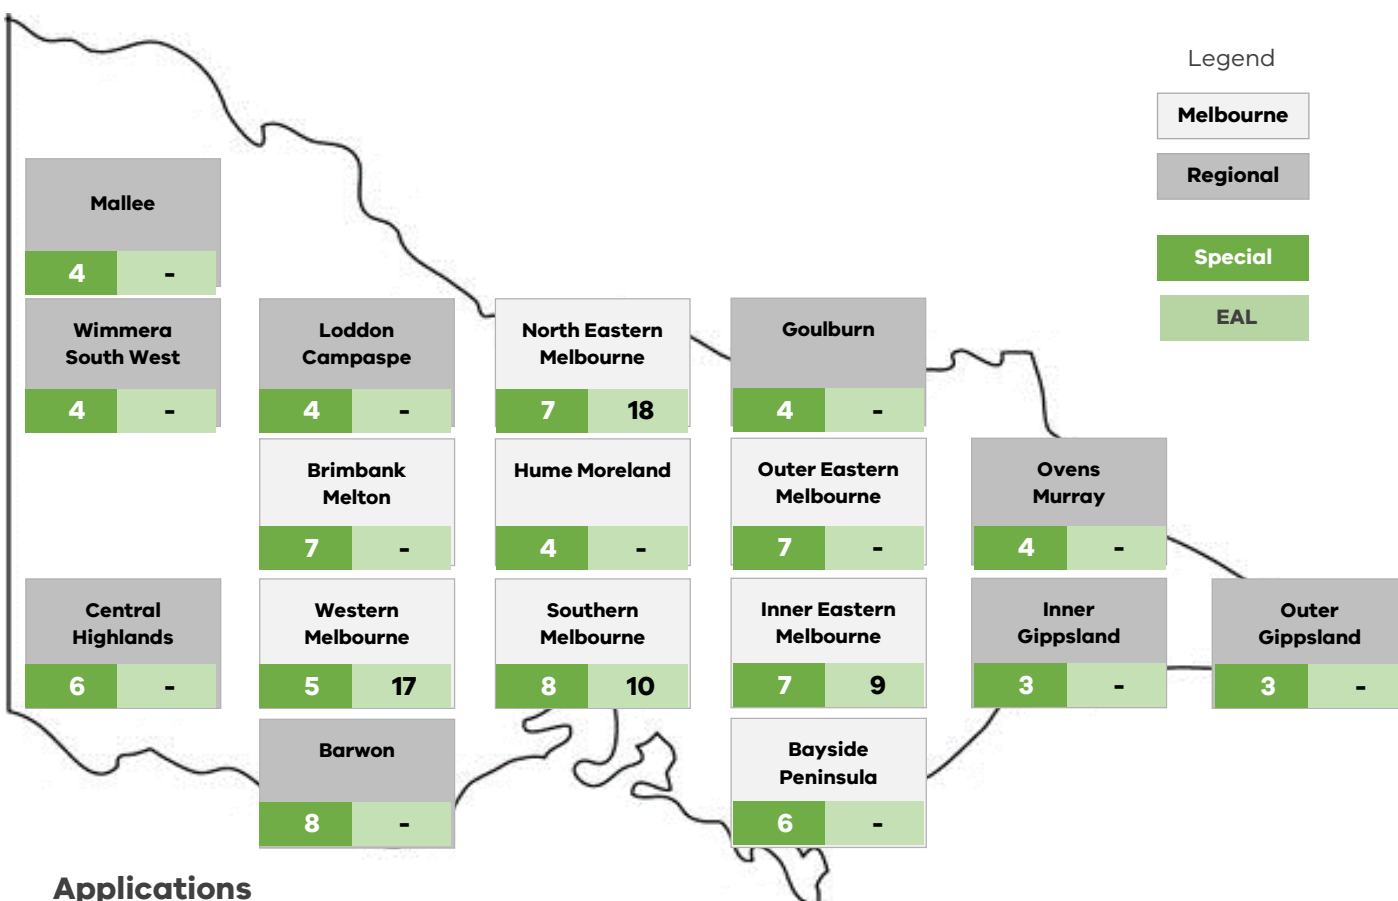 Legend
Melbourne
Regional
Special
EAL
Mallee
4 -
Wimmera
South West
4 -
Loddon
Campaspe
4 -
North Eastern
Melbourne
7 18
Goulburn
4 -
Brimbank
Melton
7 -
Hume Moreland
4 -
Outer Eastern
Melbourne
7 -
Ovens
Murray
4 -
Central
Highlands
6 -
Western
Melbourne
5 17
Southern
Melbourne
8 10
Inner Eastern
Melbourne
7 9
Inner
Gippsland
3 -
Outer
Gippsland
3 -
Barwon
8 -
Bayside
Peninsula
6 -
Applications